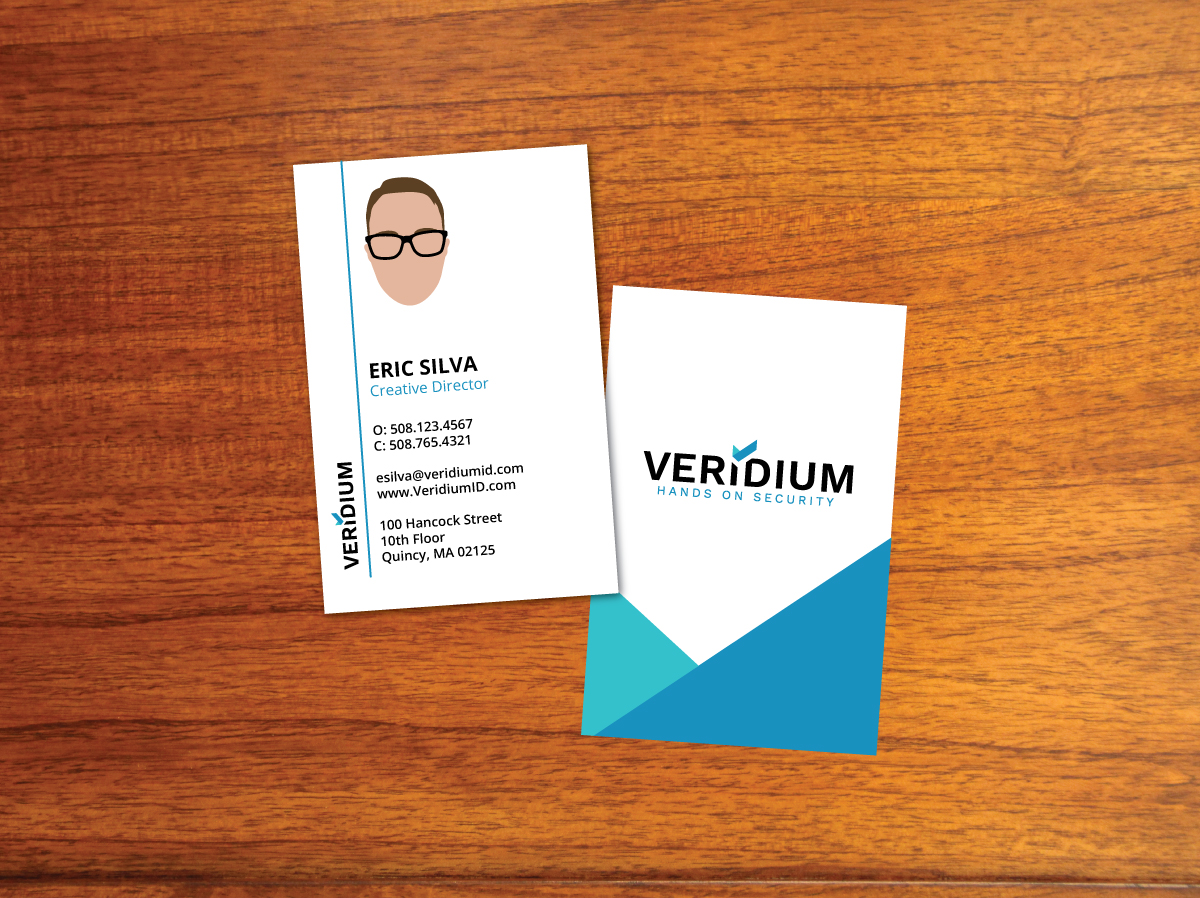 ERIC SILVA
Creative Director
O: 508.123.4567
C: 508.765.4321
esilva@veridiumid.com
www.VeridiumID.com
100 Hancock Street
10th Floor
Quincy, MA 02125
VERIDIUM
VERIDIUM
HANDS ON SECURITY